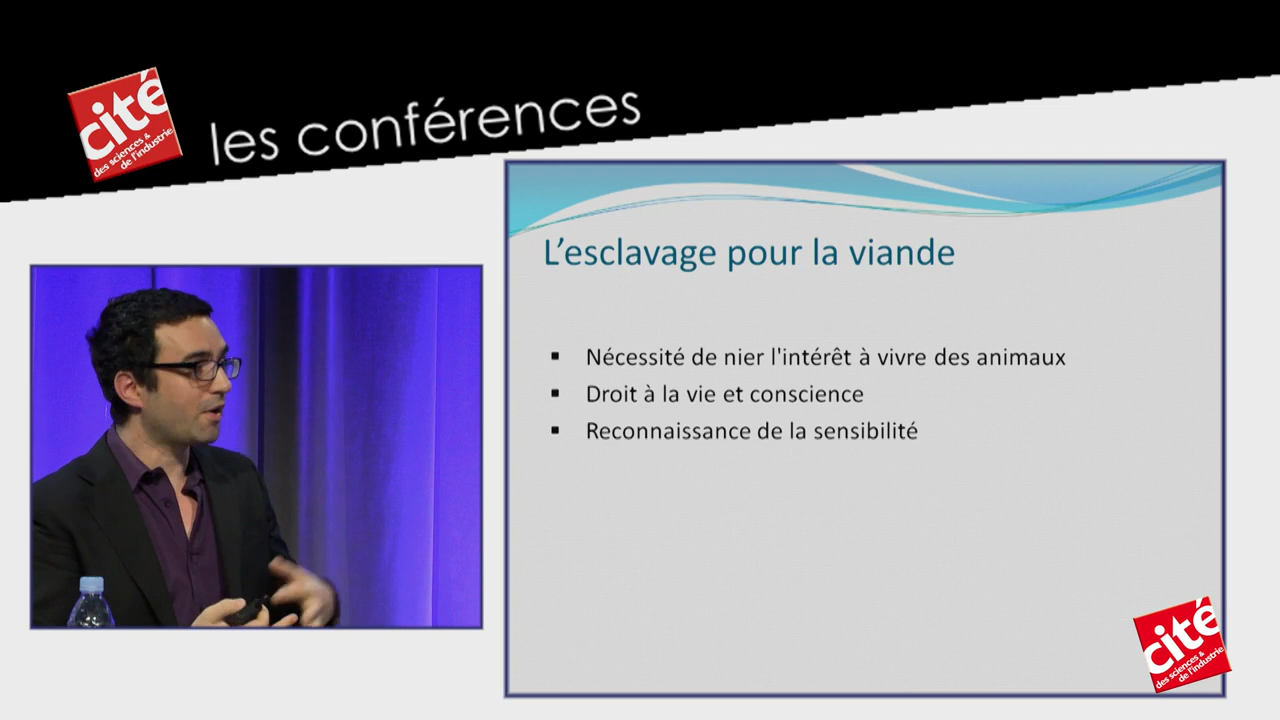 cité
des sciences &
de l'industrie
les conférences
L'esclavage pour la viande
▪ Nécessité de nier l'intérêt à vivre des animaux
▪ Droit à la vie et conscience
▪ Reconnaissance de la sensibilité
cité
des sciences &
de l'industrie